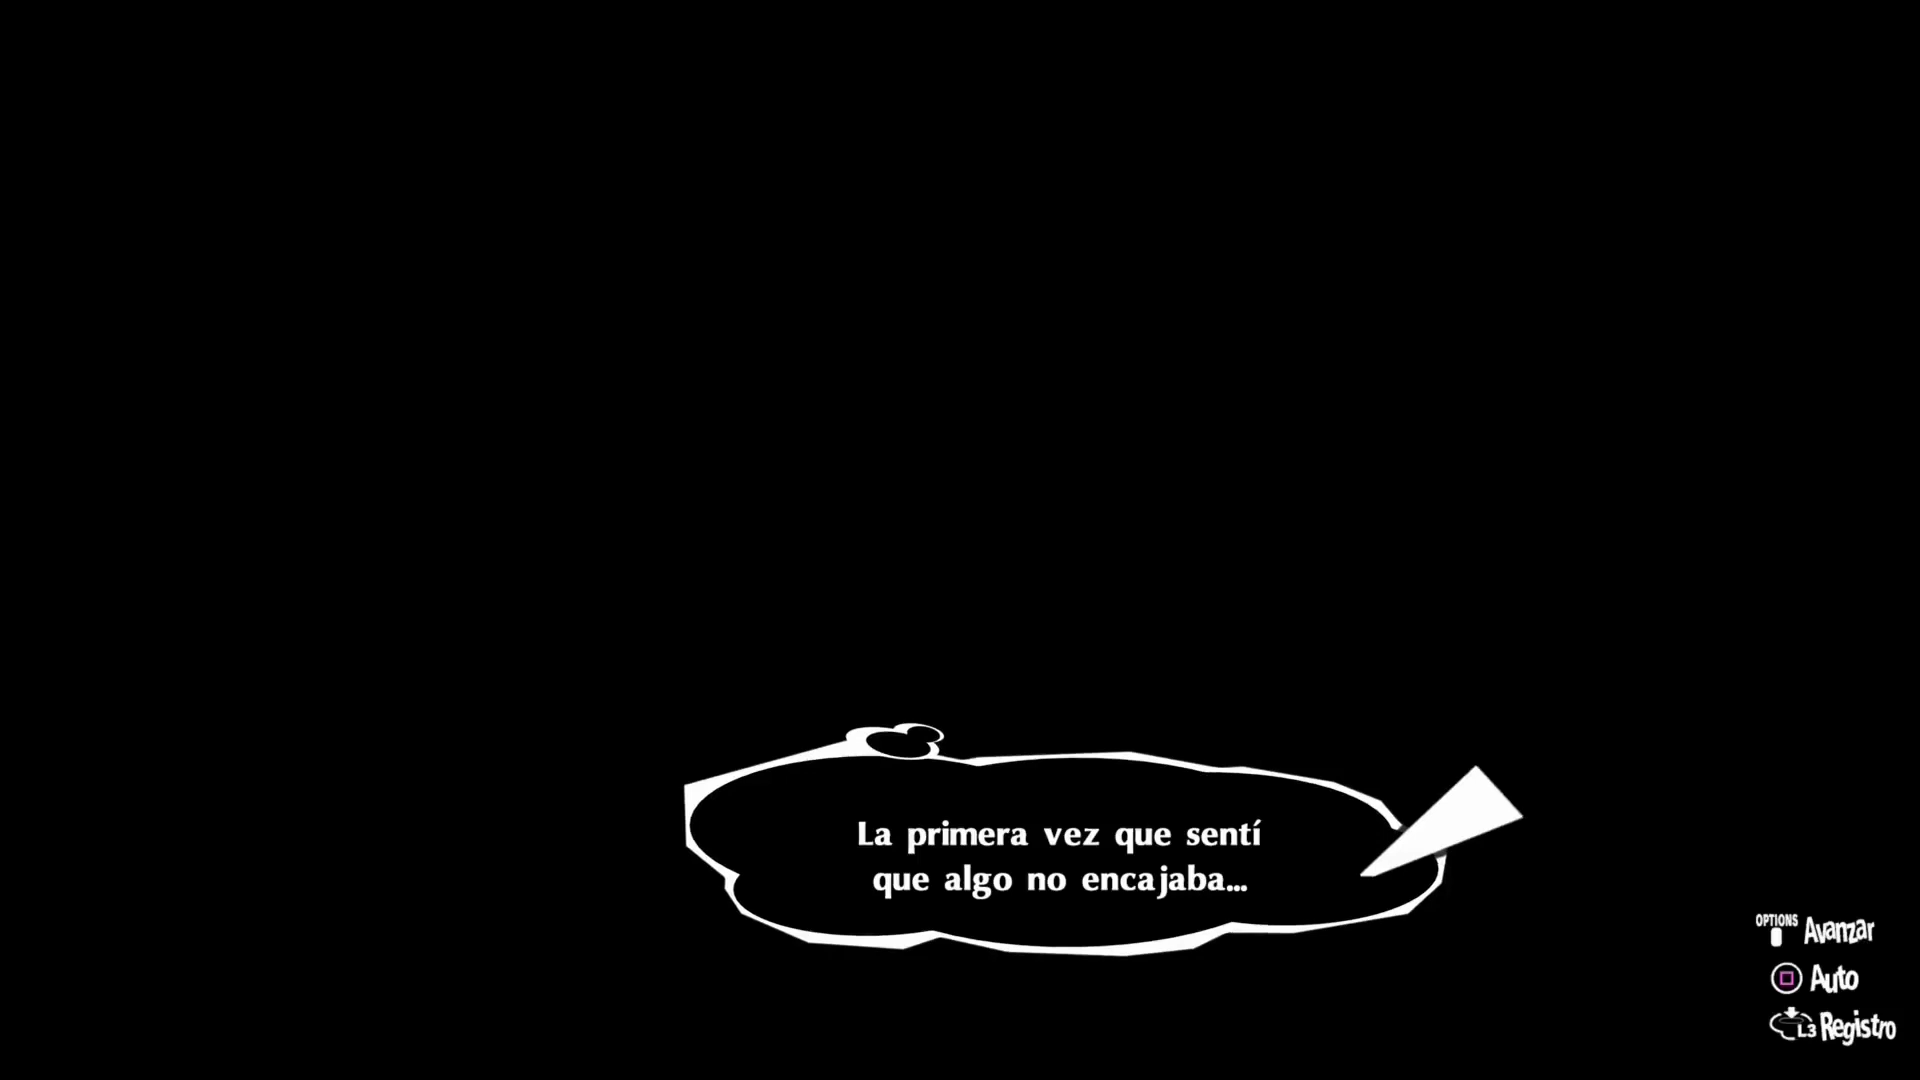 La primera vez que sentí
que algo no encajaba...
OPTIONS Avanzar
Auto
L3 Registro